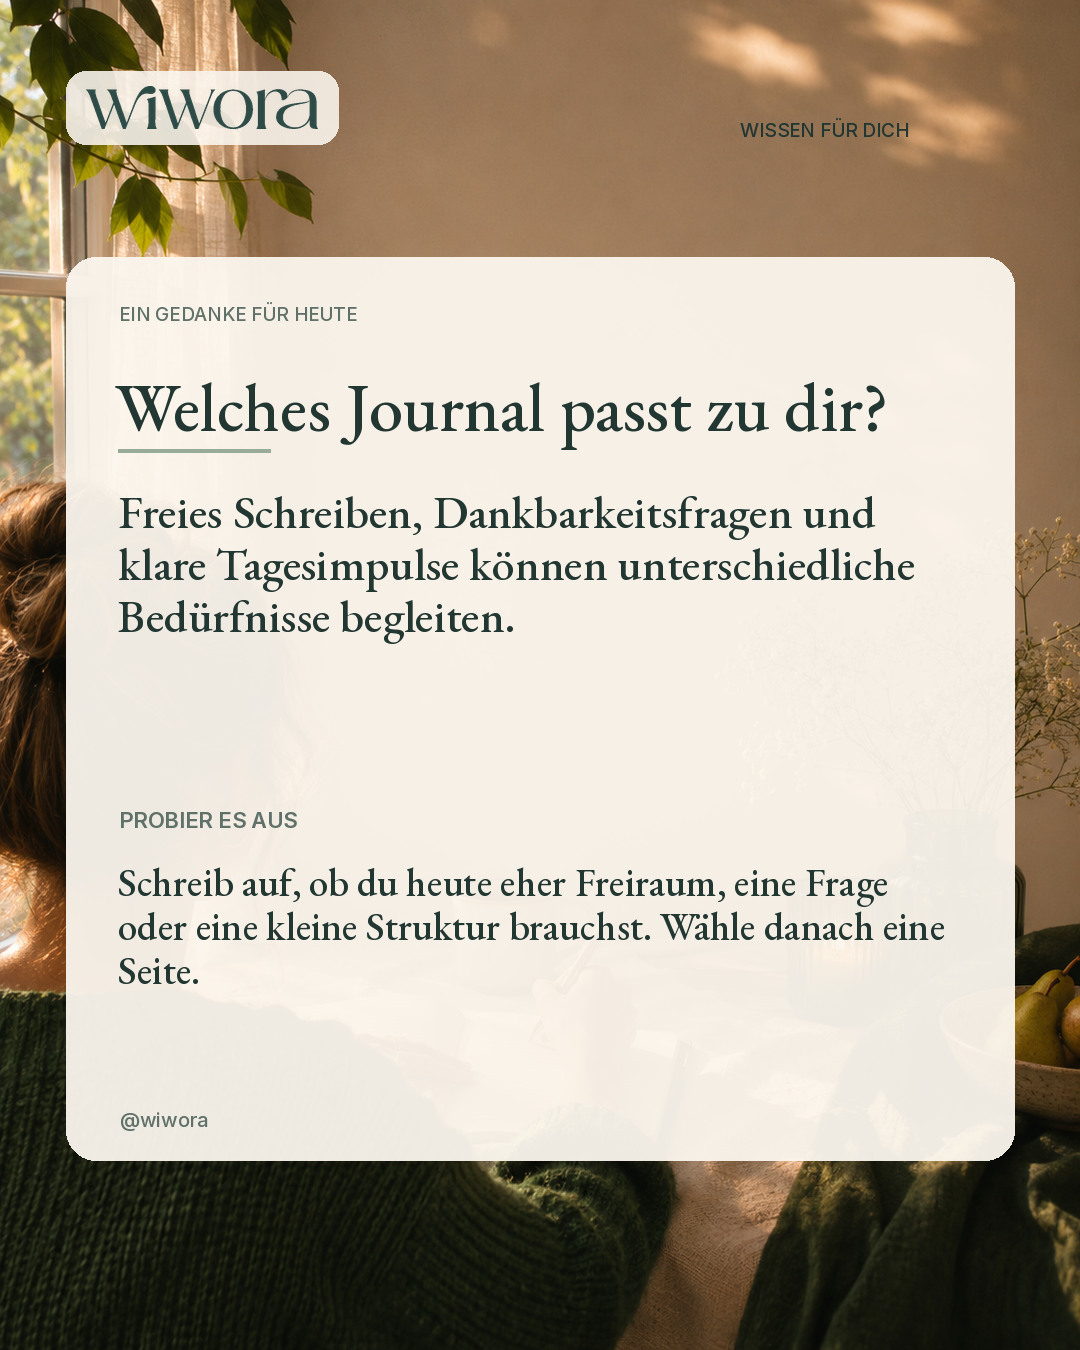 wiwora
WISSEN FÜR DICH
EIN GEDANKE FÜR HEUTE
Welches Journal passt zu dir?
Freies Schreiben, Dankbarkeitsfragen und
klare Tagesimpulse können unterschiedliche
Bedürfnisse begleiten.
PROBIER ES AUS
Schreib auf, ob du heute eher Freiraum, eine Frage
oder eine kleine Struktur brauchst. Wähle danach eine
Seite.
@wiwora